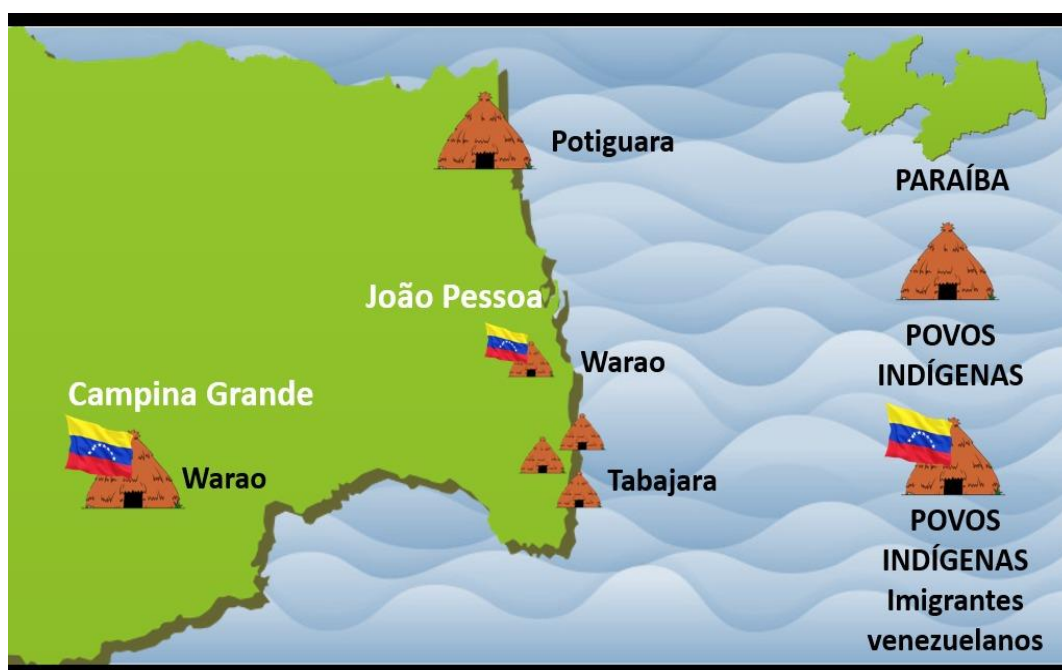 Potiguara
João Pessoa
Warao
Campina Grande
Warao
Tabajara
PARAÍBA
POVOS
INDÍGENAS
POVOS
INDÍGENAS
Imigrantes
venezuelanos